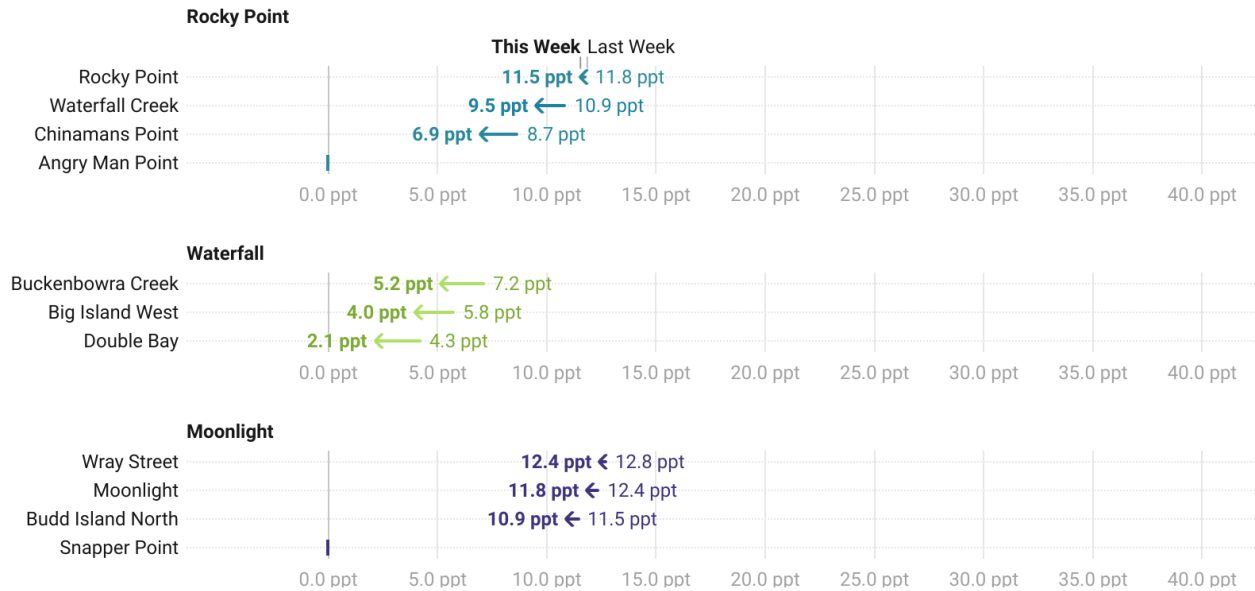 Rocky Point
This Week Last Week
Rocky Point 11.5 ppt 11.8 ppt
Waterfall Creek 9.5 ppt 10.9 ppt
Chinamans Point 6.9 ppt 8.7 ppt
Angry Man Point
0.0 ppt 5.0 ppt 10.0 ppt 15.0 ppt 20.0 ppt 25.0 ppt 30.0 ppt 35.0 ppt 40.0 ppt
Waterfall
Buckenbowra Creek 5.2 ppt 7.2 ppt
Big Island West 4.0 ppt 5.8 ppt
Double Bay 2.1 ppt 4.3 ppt
0.0 ppt 5.0 ppt 10.0 ppt 15.0 ppt 20.0 ppt 25.0 ppt 30.0 ppt 35.0 ppt 40.0 ppt
Moonlight
Wray Street 12.4 ppt 12.8 ppt
Moonlight 11.8 ppt 12.4 ppt
Budd Island North 10.9 ppt 11.5 ppt
Snapper Point
0.0 ppt 5.0 ppt 10.0 ppt 15.0 ppt 20.0 ppt 25.0 ppt 30.0 ppt 35.0 ppt 40.0 ppt